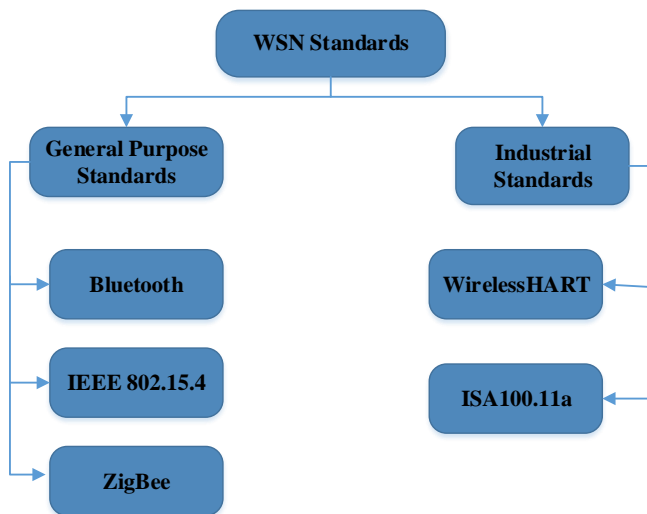 WSN Standards
General Purpose
Standards
Industrial
Standards
Bluetooth
WirelessHART
IEEE 802.15.4
ISA100.11a
ZigBee